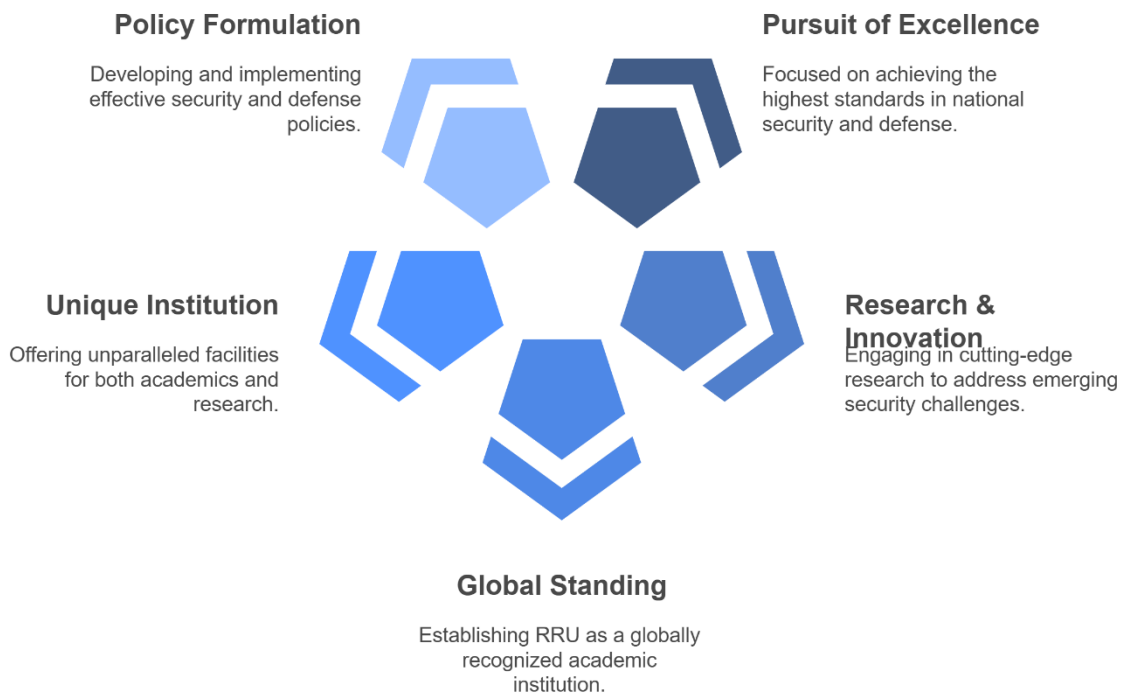 Policy Formulation
Developing and implementing
effective security and defense
policies.
Pursuit of Excellence
Focused on achieving the
highest standards in national
security and defense.
Unique Institution
Offering unparalleled facilities
for both academics and
research.
Research &
Innovation
Engaging in cutting-edge
research to address emerging
security challenges.
Global Standing
Establishing RRU as a globally
recognized academic
institution.